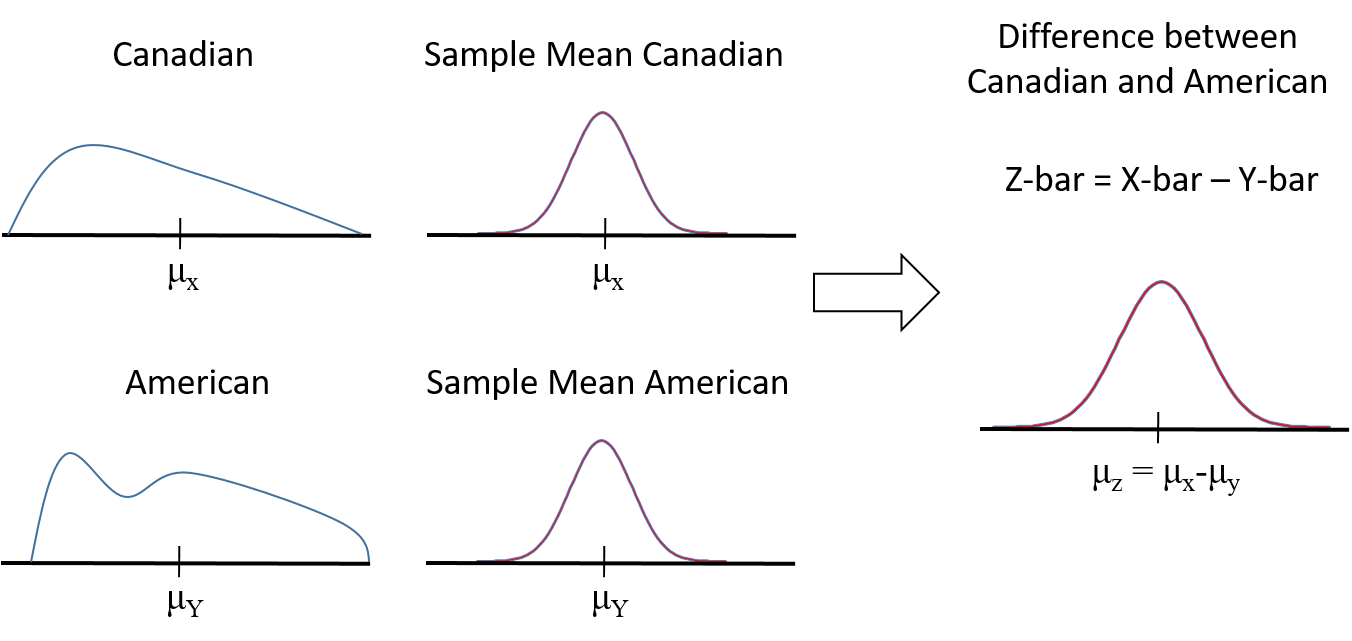 Canadian
μx
Sample Mean Canadian
μx
American
μY
Sample Mean American
μY
Difference between
Canadian and American
Z-bar = X-bar – Y-bar
μz = μx-μy